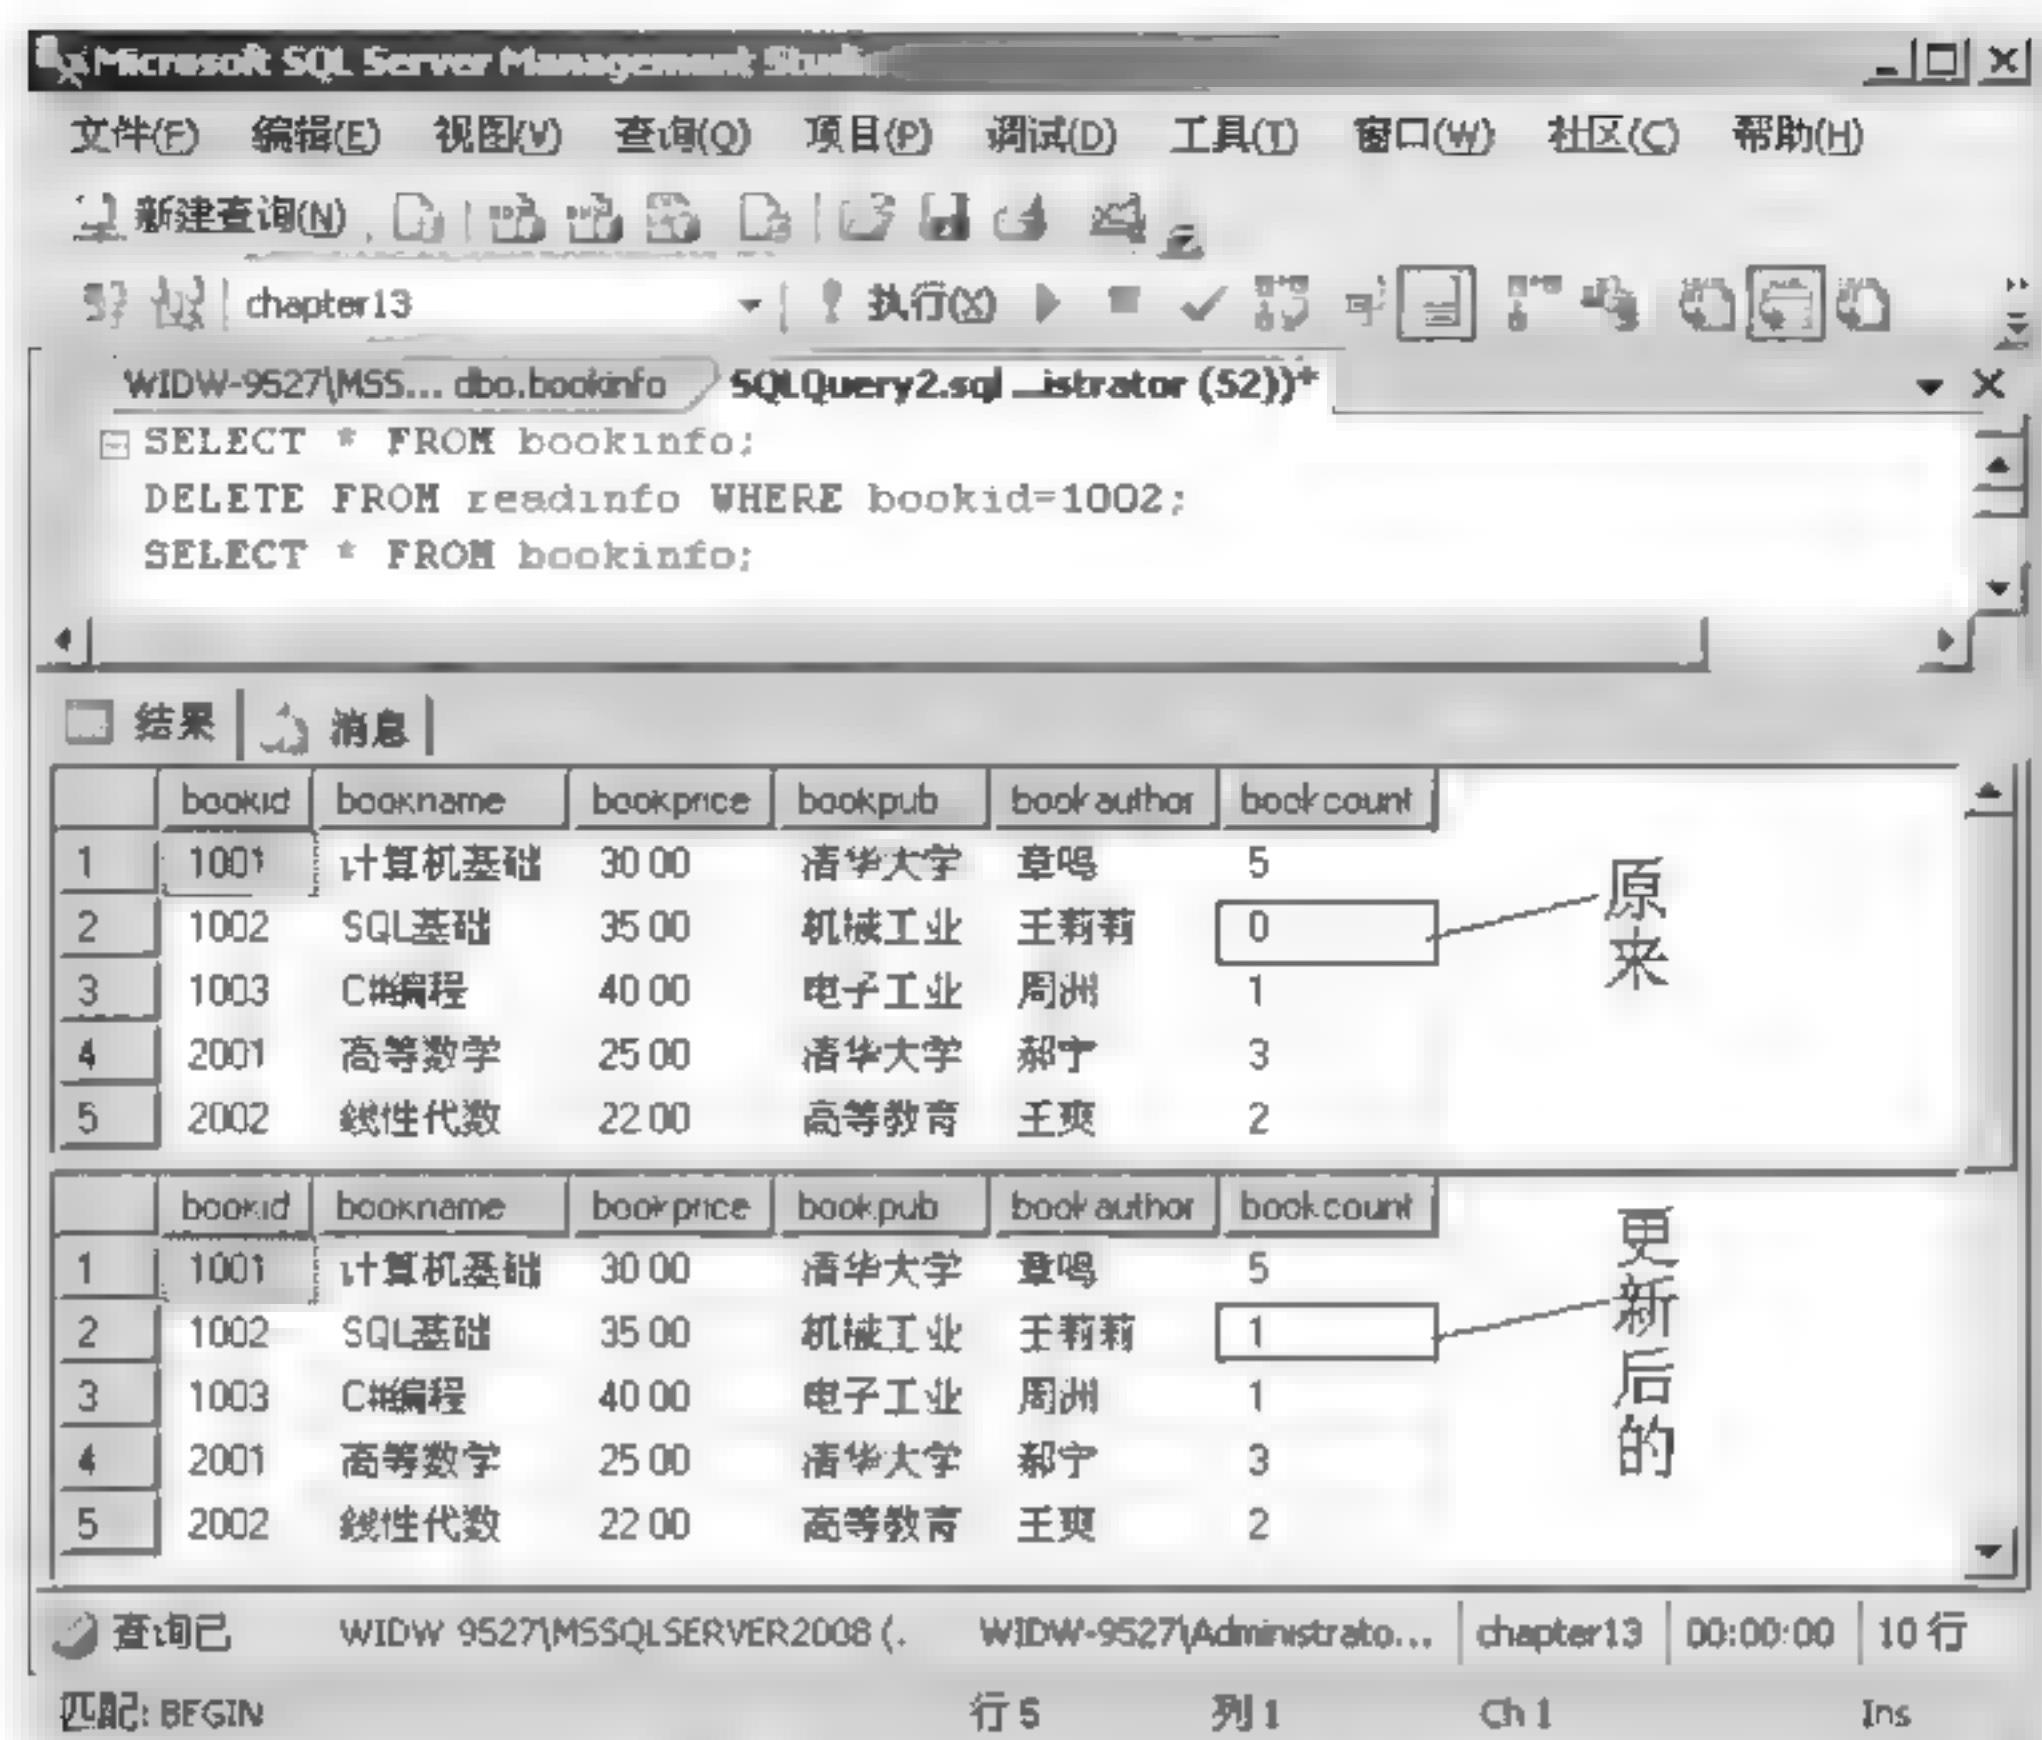 Microsoft SQL Server Management Studio
文件(F) 编辑(E) 视图(V) 查询(Q) 项目(P) 调试(D) 工具(T) 窗口(W) 社区(C) 帮助(H)
新建查询(N)
chapter13 执行(X)
WIDW-9527\MSS... dbo.bookinfo SQLQuery2.sql ...istrator (52))*
SELECT * FROM bookinfo;
DELETE FROM readinfo WHERE bookid=1002;
SELECT * FROM bookinfo;
结果 消息
bookid bookname bookprice bookpub bookauthor bookcount
1 1001 计算机基础 30.00 清华大学 章鸣 5
2 1002 SQL基础 35.00 机械工业 王莉莉 0
3 1003 C#编程 40.00 电子工业 周洲 1
4 2001 高等数学 25.00 清华大学 郝宁 3
5 2002 线性代数 22.00 高等教育 王爽 2
原来
bookid bookname bookprice bookpub bookauthor bookcount
1 1001 计算机基础 30.00 清华大学 章鸣 5
2 1002 SQL基础 35.00 机械工业 王莉莉 1
3 1003 C#编程 40.00 电子工业 周洲 1
4 2001 高等数学 25.00 清华大学 郝宁 3
5 2002 线性代数 22.00 高等教育 王爽 2
更新后的
查询已 WIDW-9527\MSSQLSERVER2008 (. WIDW-9527\Administrato... chapter13 00:00:00 10 行
匹配: BEGIN 行 5 列 1 Ch 1 Ins